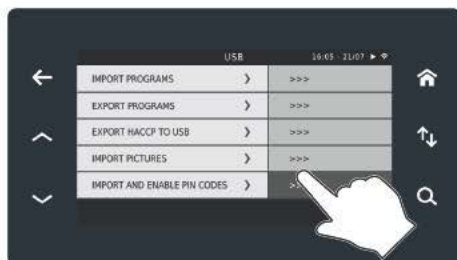 USB 16:05 - 21/07
IMPORT PROGRAMS >>>
EXPORT PROGRAMS >>>
EXPORT HACCP TO USB >>>
IMPORT PICTURES >>>
IMPORT AND ENABLE PIN CODES >>